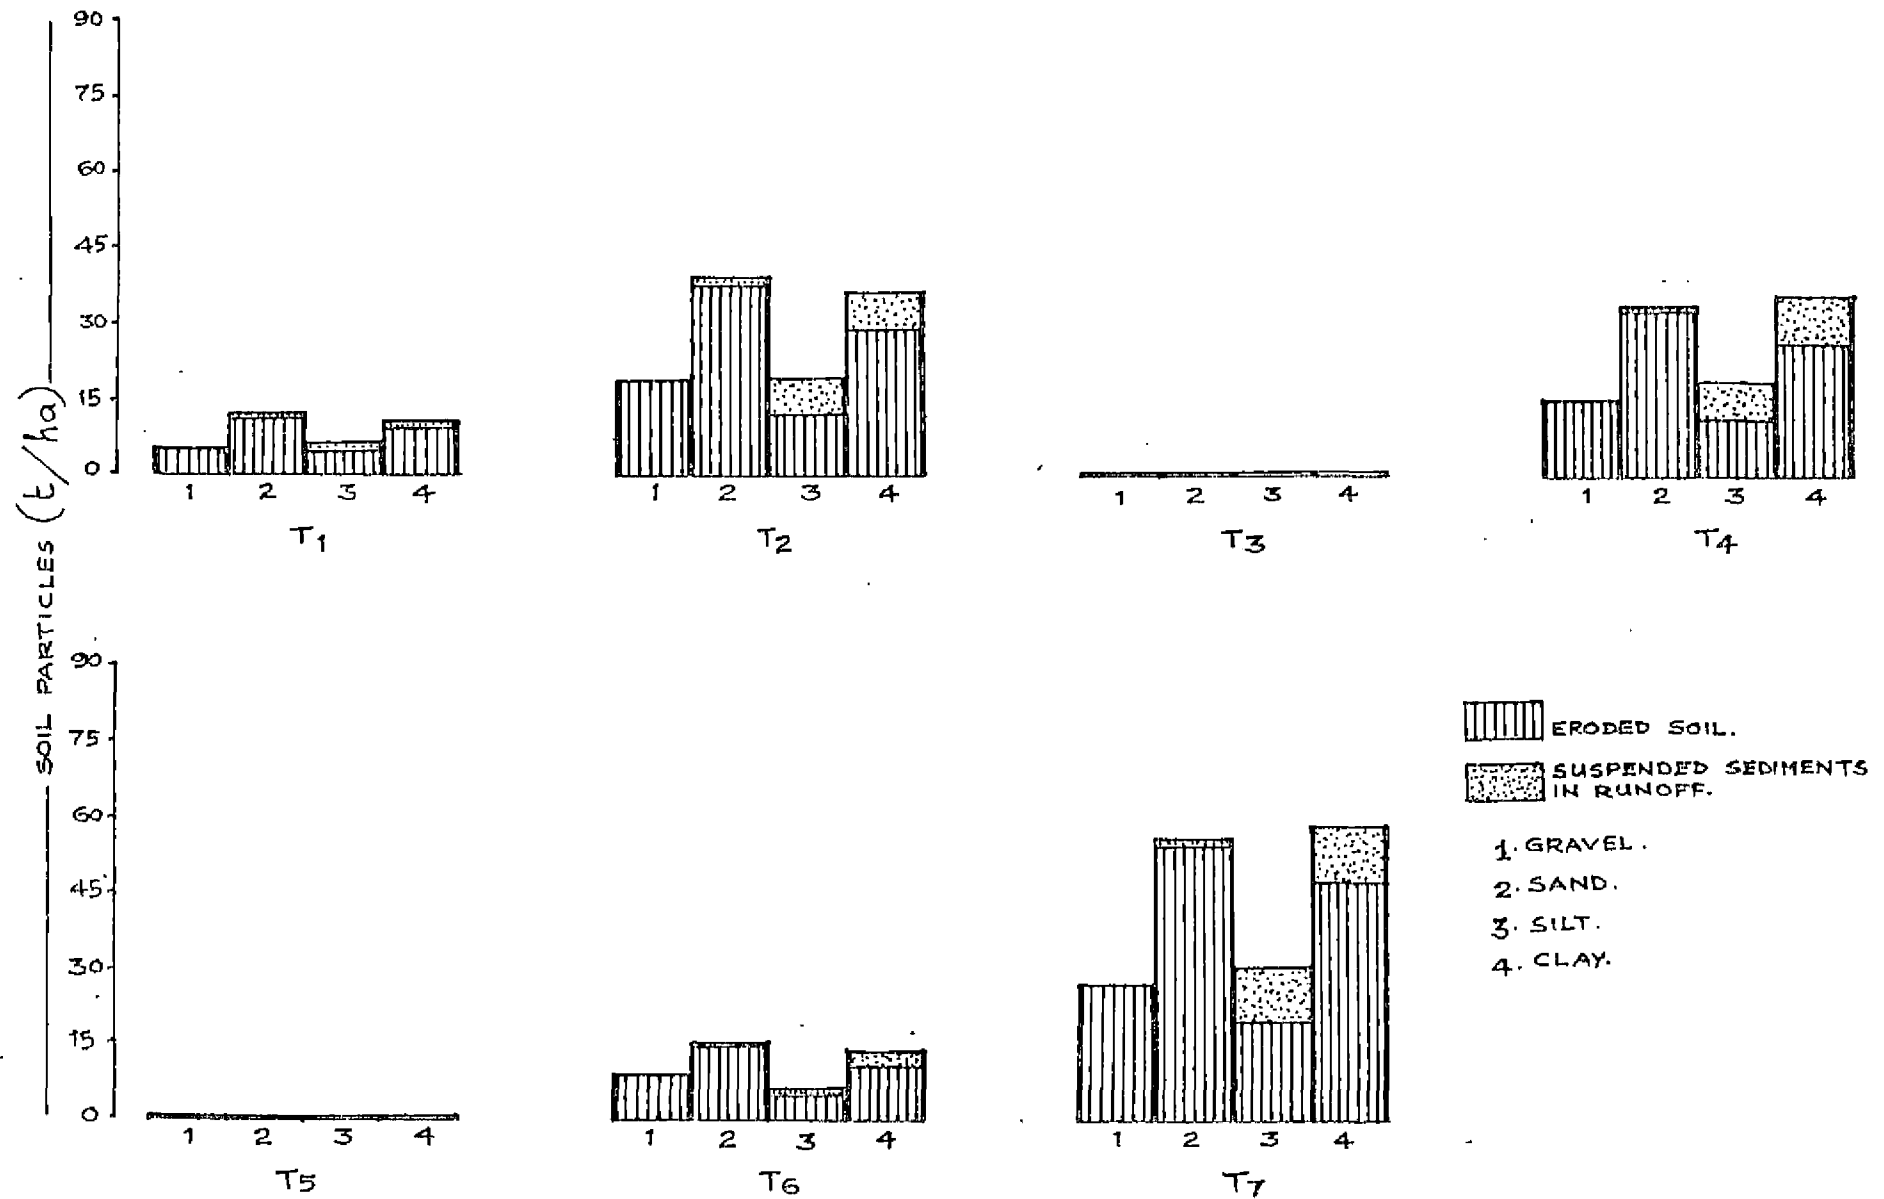 SOIL PARTICLES (t/ha)
90
75
60
45
30
15
0
1 2 3 4
T1
1 2 3 4
T2
1 2 3 4
T3
1 2 3 4
T4
90
75
60
45
30
15
0
1 2 3 4
T5
1 2 3 4
T6
1 2 3 4
T7
ERODED SOIL.
SUSPENDED SEDIMENTS
IN RUNOFF.
1. GRAVEL.
2. SAND.
3. SILT.
4. CLAY.